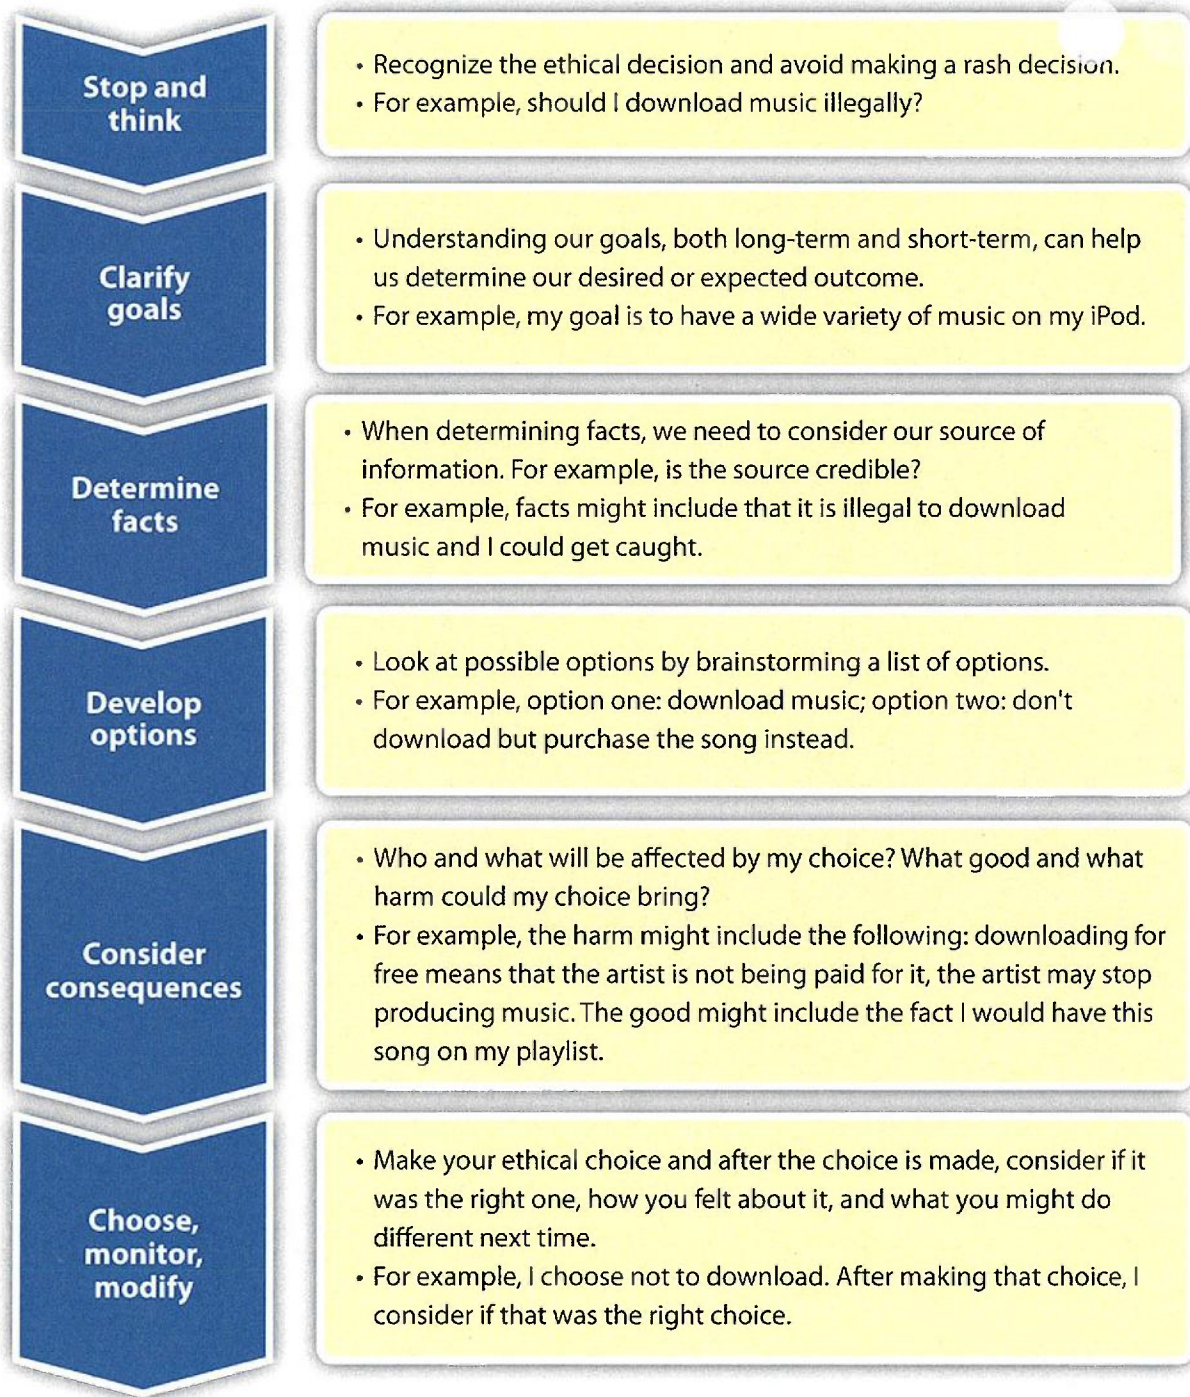 Stop and
think
• Recognize the ethical decision and avoid making a rash decision.
• For example, should I download music illegally?
Clarify
goals
• Understanding our goals, both long-term and short-term, can help
us determine our desired or expected outcome.
• For example, my goal is to have a wide variety of music on my iPod.
Determine
facts
• When determining facts, we need to consider our source of
information. For example, is the source credible?
• For example, facts might include that it is illegal to download
music and I could get caught.
Develop
options
• Look at possible options by brainstorming a list of options.
• For example, option one: download music; option two: don't
download but purchase the song instead.
Consider
consequences
• Who and what will be affected by my choice? What good and what
harm could my choice bring?
• For example, the harm might include the following: downloading for
free means that the artist is not being paid for it, the artist may stop
producing music. The good might include the fact I would have this
song on my playlist.
Choose,
monitor,
modify
• Make your ethical choice and after the choice is made, consider if it
was the right one, how you felt about it, and what you might do
different next time.
• For example, I choose not to download. After making that choice, I
consider if that was the right choice.